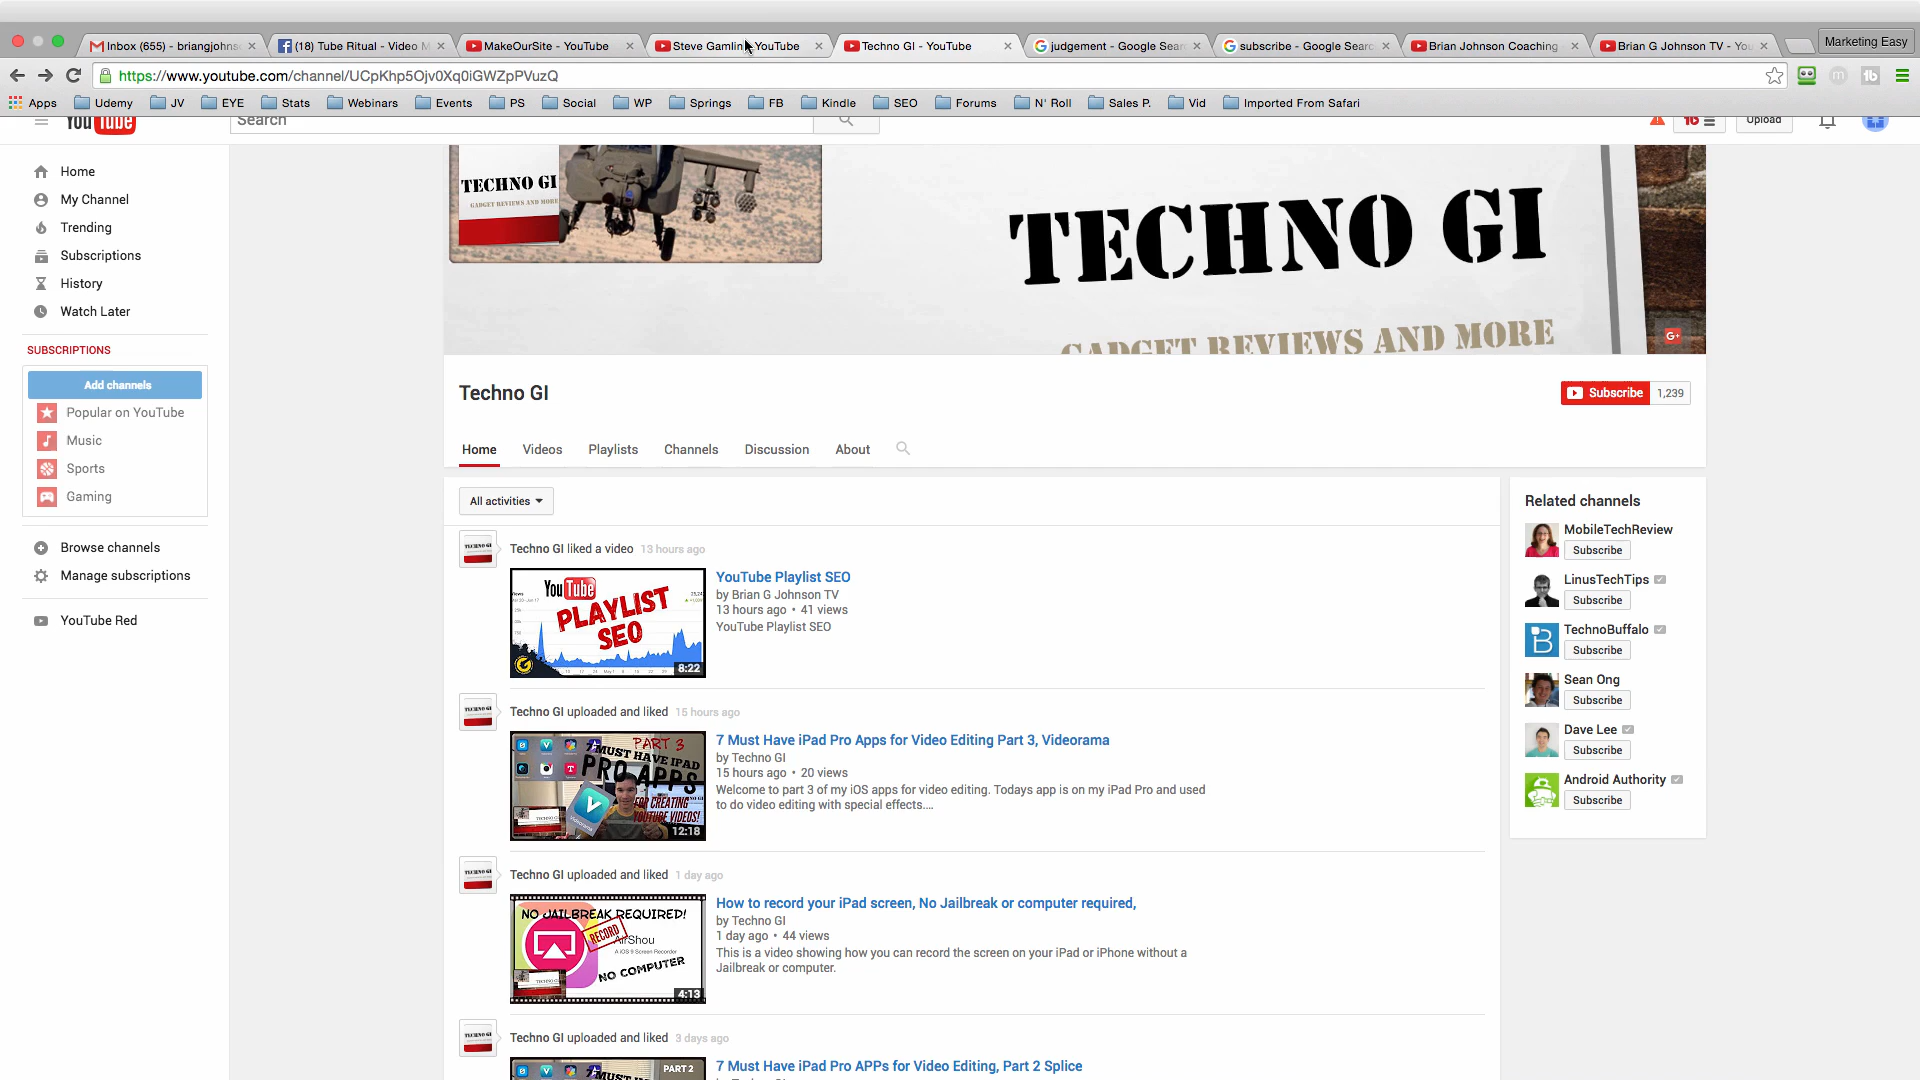 Inbox (655) - briangjohns
(18) Tube Ritual - Video M
MakeOurSite - YouTube
Steve Gamlin YouTube
Techno GI - YouTube
judgement - Google Sear
subscribe - Google Searc
Brian Johnson Coaching
Brian G Johnson TV - You
Marketing Easy
https://www.youtube.com/channel/UCpKhp5Ojv0Xq0iGWZpPVuzQ
Apps
Udemy
JV
EYE
Stats
Webinars
Events
PS
Social
WP
Springs
FB
Kindle
SEO
Forums
N' Roll
Sales P.
Vid
Imported From Safari
YouTube
Search
Upload
Home
My Channel
Trending
Subscriptions
History
Watch Later
SUBSCRIPTIONS
Add channels
Popular on YouTube
Music
Sports
Gaming
Browse channels
Manage subscriptions
YouTube Red
TECHNO GI
GADGET REVIEWS AND MORE
TECHNO GI
GADGET REVIEWS AND MORE
G+
Techno GI
Subscribe 1,239
Home
Videos
Playlists
Channels
Discussion
About
All activities
Techno GI liked a video 13 hours ago
YouTube
PLAYLIST
SEO
8:22
YouTube Playlist SEO
by Brian G Johnson TV
13 hours ago • 41 views
YouTube Playlist SEO
Techno GI uploaded and liked 15 hours ago
PART 3
7 MUST HAVE IPAD
PRO APPS
FOR CREATING
YOUTUBE VIDEOS!
12:18
7 Must Have iPad Pro Apps for Video Editing Part 3, Videorama
by Techno GI
15 hours ago • 20 views
Welcome to part 3 of my iOS apps for video editing. Todays app is on my iPad Pro and used
to do video editing with special effects....
Techno GI uploaded and liked 1 day ago
NO JAILBREAK REQUIRED!
RECORD
AirShou
A iOS 9 Screen Recorder
NO COMPUTER
4:13
How to record your iPad screen, No Jailbreak or computer required,
by Techno GI
1 day ago • 44 views
This is a video showing how you can record the screen on your iPad or iPhone without a
Jailbreak or computer.
Techno GI uploaded and liked 3 days ago
PART 2
7 Must Have iPad Pro APPs for Video Editing, Part 2 Splice
Related channels
MobileTechReview
Subscribe
LinusTechTips
Subscribe
TechnoBuffalo
Subscribe
Sean Ong
Subscribe
Dave Lee
Subscribe
Android Authority
Subscribe